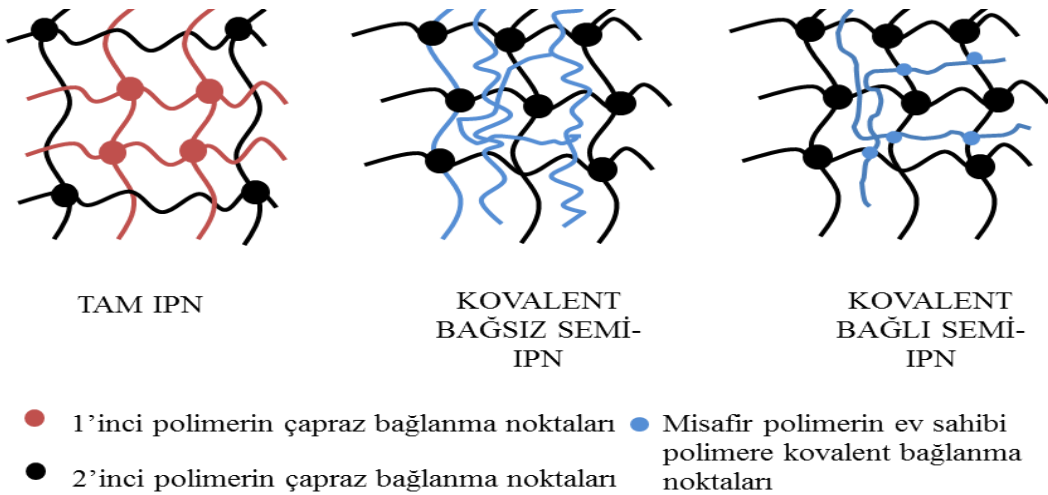 TAM IPN
KOVALENT
BAĞSIZ SEMİ-
IPN
KOVALENT
BAĞLI SEMİ-
IPN
1’inci polimerin çapraz bağlanma noktaları
2’inci polimerin çapraz bağlanma noktaları
Misafir polimerin ev sahibi
polimere kovalent bağlanma
noktaları